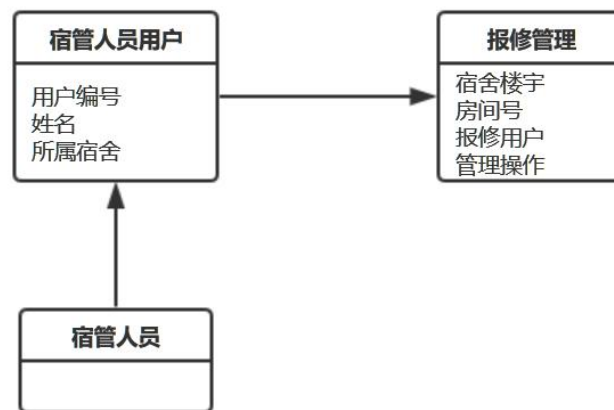 宿管人员用户
用户编号
姓名
所属宿舍
报修管理
宿舍楼宇
房间号
报修用户
管理操作
宿管人员